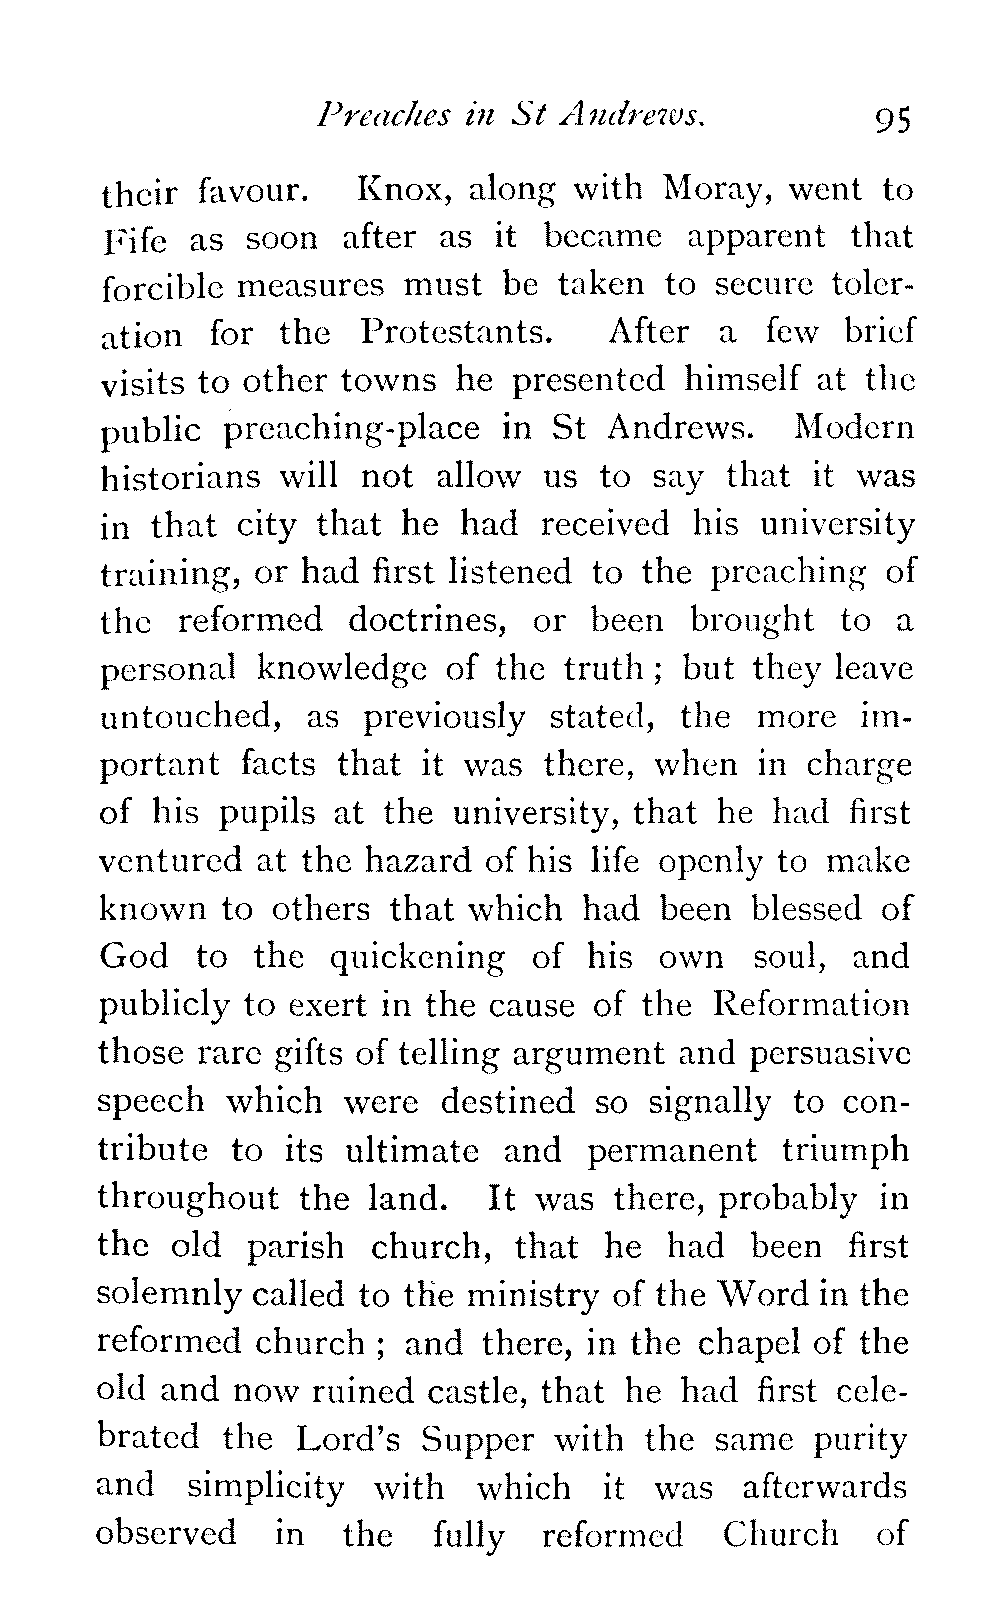 Preaches in St Andrews. 95
their favour. Knox, along with Moray, went to
Fife as soon after as it became apparent that
forcible measures must be taken to secure toler-
ation for the Protestants. After a few brief
visits to other towns he presented himself at the
public preaching-place in St Andrews. Modern
historians will not allow us to say that it was
in that city that he had received his university
training, or had first listened to the preaching of
the reformed doctrines, or been brought to a
personal knowledge of the truth ; but they leave
untouched, as previously stated, the more im-
portant facts that it was there, when in charge
of his pupils at the university, that he had first
ventured at the hazard of his life openly to make
known to others that which had been blessed of
God to the quickening of his own soul, and
publicly to exert in the cause of the Reformation
those rare gifts of telling argument and persuasive
speech which were destined so signally to con-
tribute to its ultimate and permanent triumph
throughout the land. It was there, probably in
the old parish church, that he had been first
solemnly called to the ministry of the Word in the
reformed church ; and there, in the chapel of the
old and now ruined castle, that he had first cele-
brated the Lord's Supper with the same purity
and simplicity with which it was afterwards
observed in the fully reformed Church of